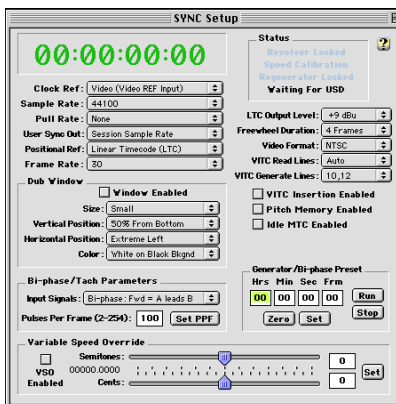 SYNC Setup
00:00:00:00
Clock Ref: Video (Video REF Input)
Sample Rate: 44100
Pull Rate: None
User Sync Out: Session Sample Rate
Positional Ref: Linear Timecode (LTC)
Frame Rate: 30
Dub Window
Window Enabled
Size: Small
Vertical Position: 50% From Bottom
Horizontal Position: Extreme Left
Color: White on Black Bkgnd
Bi-phase/Tach Parameters
Input Signals: Bi-phase: Fwd = A leads B
Pulses Per Frame (2-254): 100 Set PPF
Status
Resolver Locked
Speed Calibration
Regenerator Locked
Waiting For USD
?
LTC Output Level: +9 dBu
Freewheel Duration: 4 Frames
Video Format: NTSC
VITC Read Lines: Auto
VITC Generate Lines: 10,12
VITC Insertion Enabled
Pitch Memory Enabled
Idle MTC Enabled
Generator/Bi-phase Preset
Hrs Min Sec Frm
00 00 00 00 Run
Zero Set Stop
Variable Speed Override
VSO Enabled
00000.0000
Semitones: 0
Cents: 0
Set